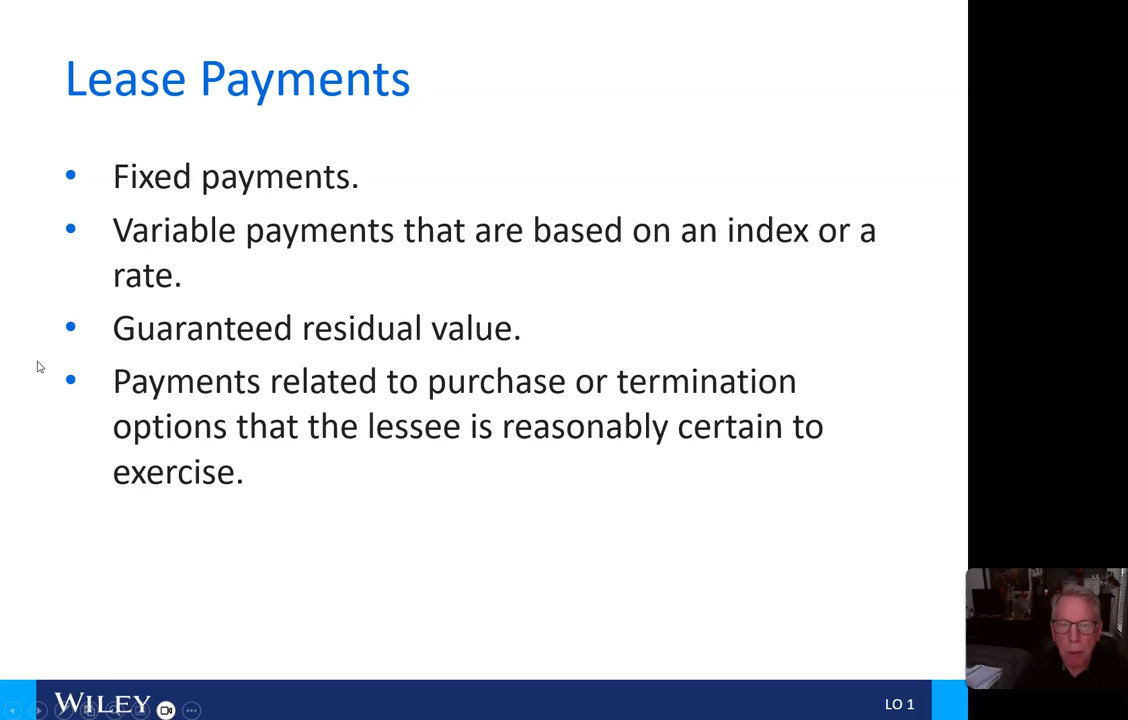 Lease Payments
• Fixed payments.
• Variable payments that are based on an index or a
rate.
• Guaranteed residual value.
• Payments related to purchase or termination
options that the lessee is reasonably certain to
exercise.
WILEY
LO 1